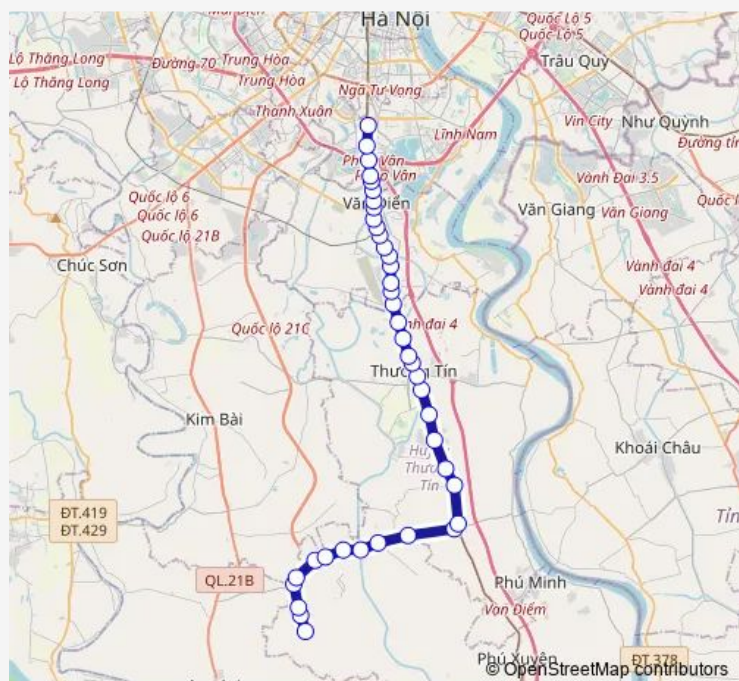 Hà Nội
Quốc Lộ 5
Quốc Lộ 5
Lộ Thăng Long
Lộ Thăng Long
Đường 70
Trung Hòa
Trung Hòa
Trâu Quỳ
Ngã Tư Vọng
Thanh Xuân
Lĩnh Nam
Vin City
Như Quỳnh
Vành Đai 3.5
Quốc lộ 6
Quốc lộ 6
Quốc lộ 21B
Văn Điển
Văn Giang
Văn Giang
Chúc Sơn
Vành đai 4
Vành đai 4
Quốc lộ 21C
nh đai 4
Thường Tín
Kim Bài
Khoái Châu
ĐT.419
ĐT.429
Tín
QL.21B
Phú Minh
Vạn Điểm
Phú Xuyên
ĐT.378
© OpenStreetMap contributors